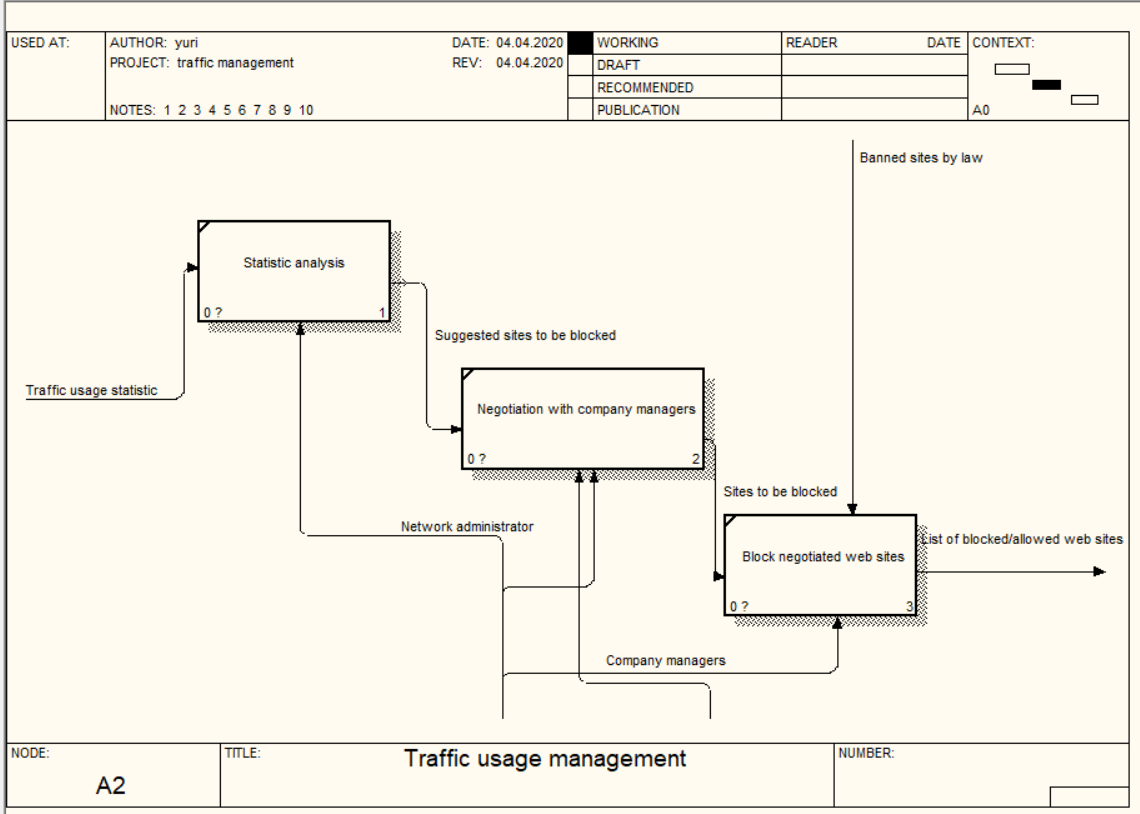 USED AT:
AUTHOR: yuri
DATE: 04.04.2020
WORKING
READER
DATE
CONTEXT:
PROJECT: traffic management
REV: 04.04.2020
DRAFT
RECOMMENDED
NOTES: 1 2 3 4 5 6 7 8 9 10
PUBLICATION
A0
Banned sites by law
Statistic analysis
0 ?
1
Suggested sites to be blocked
Traffic usage statistic
Negotiation with company managers
0 ?
2
Sites to be blocked
Network administrator
List of blocked/allowed web sites
Block negotiated web sites
0 ?
3
Company managers
NODE:
TITLE:
Traffic usage management
NUMBER:
A2